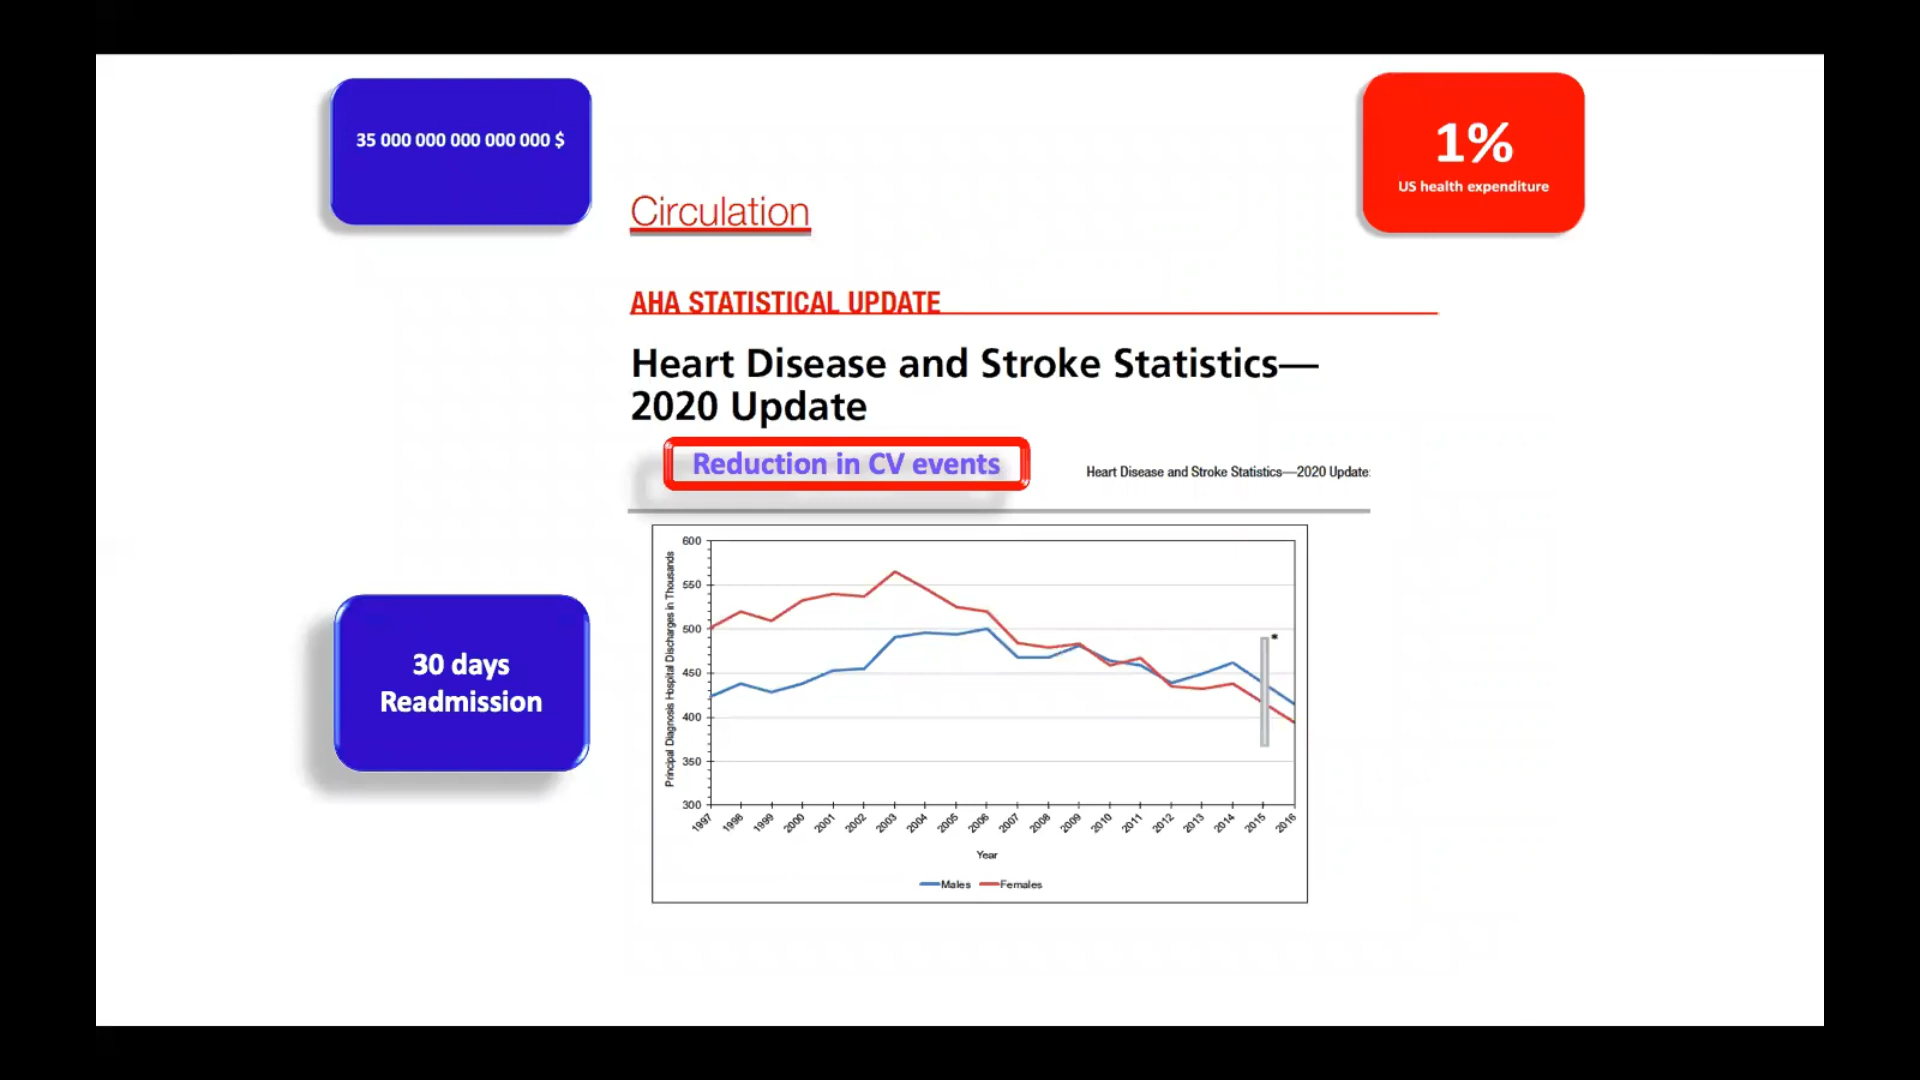 35 000 000 000 000 000 $
1%
US health expenditure
Circulation
AHA STATISTICAL UPDATE
Heart Disease and Stroke Statistics—
2020 Update
Reduction in CV events
Heart Disease and Stroke Statistics—2020 Update:
30 days
Readmission
Principal Diagnosis Hospital Discharges in Thousands
600
550
500
450
400
350
300
*
1997 1998 1999 2000 2001 2002 2003 2004 2005 2006 2007 2008 2009 2010 2011 2012 2013 2014 2015 2016
Year
Males Females